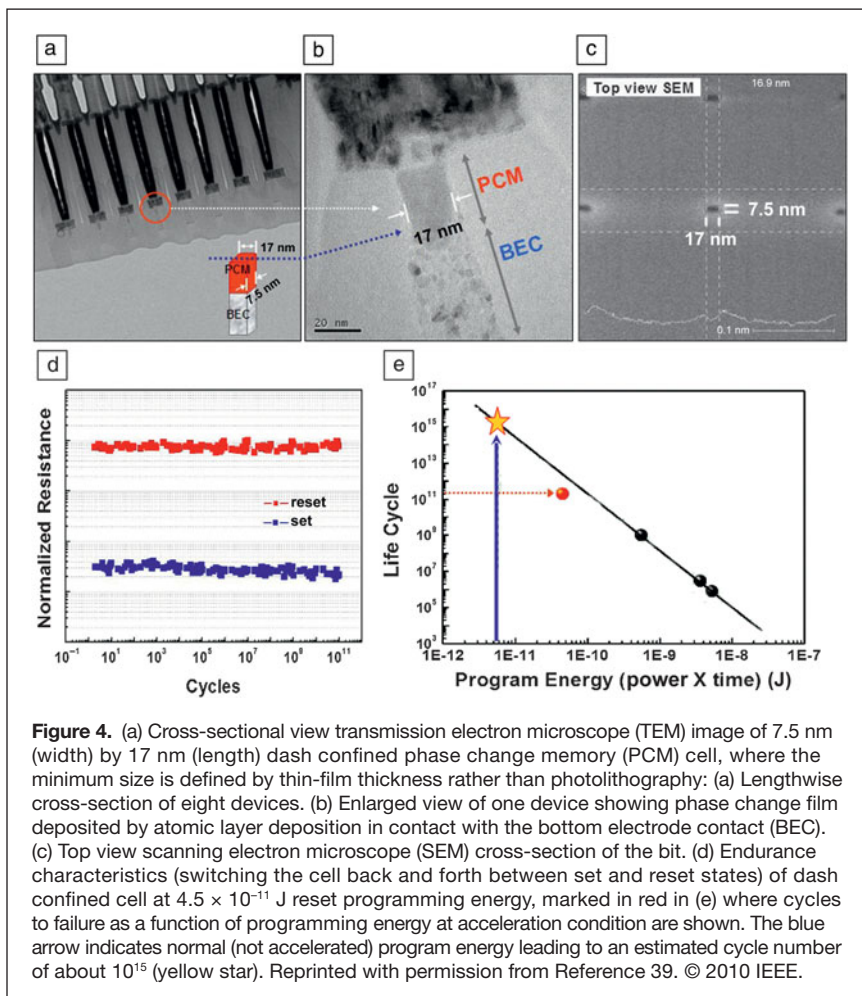 a
b
c
17 nm
PCM
7.5 nm
BEC
PCM
17 nm
BEC
20 nm
Top view SEM
16.9 nm
= 7.5 nm
17 nm
0.1 nm
d
e
Normalized Resistance
reset
set
10⁻¹ 10¹ 10³ 10⁵ 10⁷ 10⁹ 10¹¹
Cycles
Life Cycle
10¹⁷
10¹⁵
10¹³
10¹¹
10⁹
10⁷
10⁵
10³
1E-12 1E-11 1E-10 1E-9 1E-8 1E-7
Program Energy (power X time) (J)
Figure 4. (a) Cross-sectional view transmission electron microscope (TEM) image of 7.5 nm
(width) by 17 nm (length) dash confined phase change memory (PCM) cell, where the
minimum size is defined by thin-film thickness rather than photolithography: (a) Lengthwise
cross-section of eight devices. (b) Enlarged view of one device showing phase change film
deposited by atomic layer deposition in contact with the bottom electrode contact (BEC).
(c) Top view scanning electron microscope (SEM) cross-section of the bit. (d) Endurance
characteristics (switching the cell back and forth between set and reset states) of dash
confined cell at 4.5 × 10⁻¹¹ J reset programming energy, marked in red in (e) where cycles
to failure as a function of programming energy at acceleration condition are shown. The blue
arrow indicates normal (not accelerated) program energy leading to an estimated cycle number
of about 10¹⁵ (yellow star). Reprinted with permission from Reference 39. © 2010 IEEE.